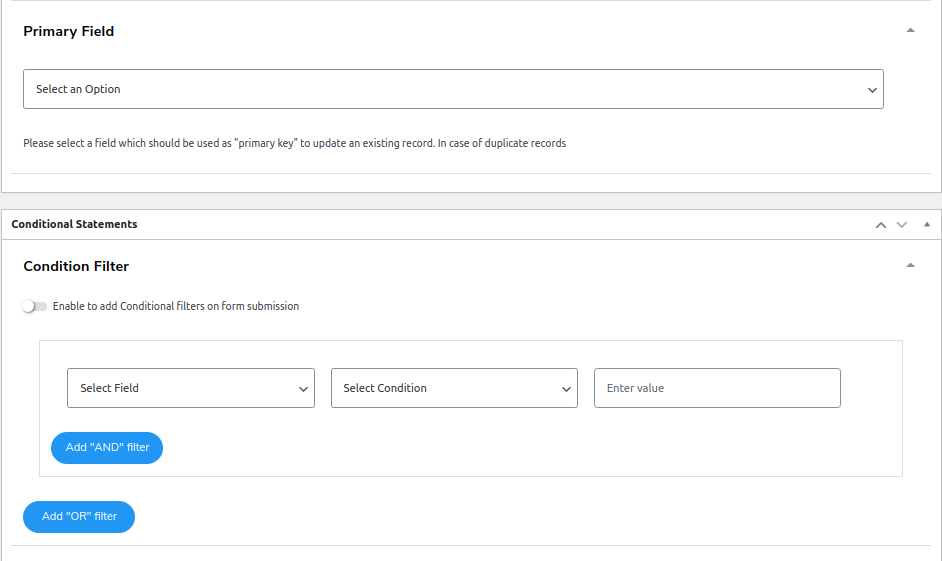 Primary Field
Select an Option
Please select a field which should be used as "primary key" to update an existing record. In case of duplicate records
Conditional Statements
Condition Filter
Enable to add Conditional filters on form submission
Select Field
Select Condition
Enter value
Add "AND" filter
Add "OR" filter